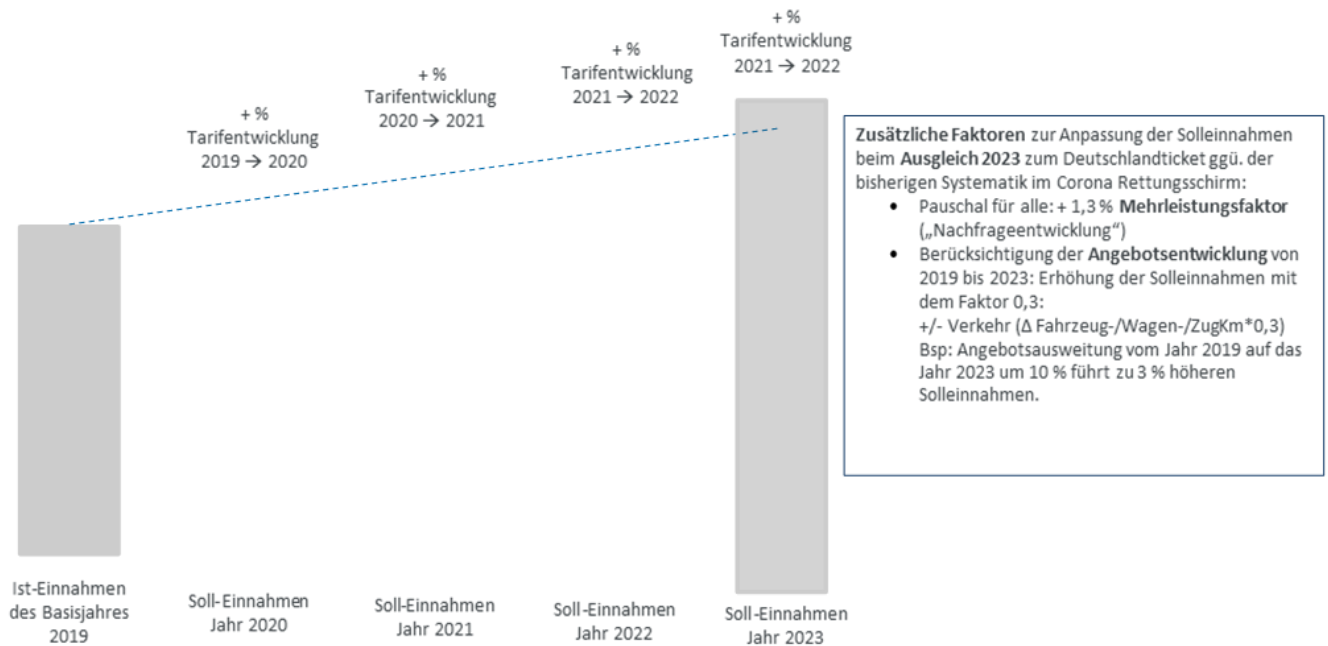 + %
Tarifentwicklung
2019 → 2020
+ %
Tarifentwicklung
2020 → 2021
+ %
Tarifentwicklung
2021 → 2022
+ %
Tarifentwicklung
2021 → 2022
Zusätzliche Faktoren zur Anpassung der Solleinnahmen
beim Ausgleich 2023 zum Deutschlandticket ggü. der
bisherigen Systematik im Corona Rettungsschirm:
• Pauschal für alle: + 1,3 % Mehrleistungsfaktor
(„Nachfrageentwicklung“)
• Berücksichtigung der Angebotsentwicklung von
2019 bis 2023: Erhöhung der Solleinnahmen mit
dem Faktor 0,3:
+/- Verkehr (Δ Fahrzeug-/Wagen-/ZugKm*0,3)
Bsp: Angebotsausweitung vom Jahr 2019 auf das
Jahr 2023 um 10 % führt zu 3 % höheren
Solleinnahmen.
Ist-Einnahmen
des Basisjahres
2019
Soll-Einnahmen
Jahr 2020
Soll-Einnahmen
Jahr 2021
Soll-Einnahmen
Jahr 2022
Soll-Einnahmen
Jahr 2023